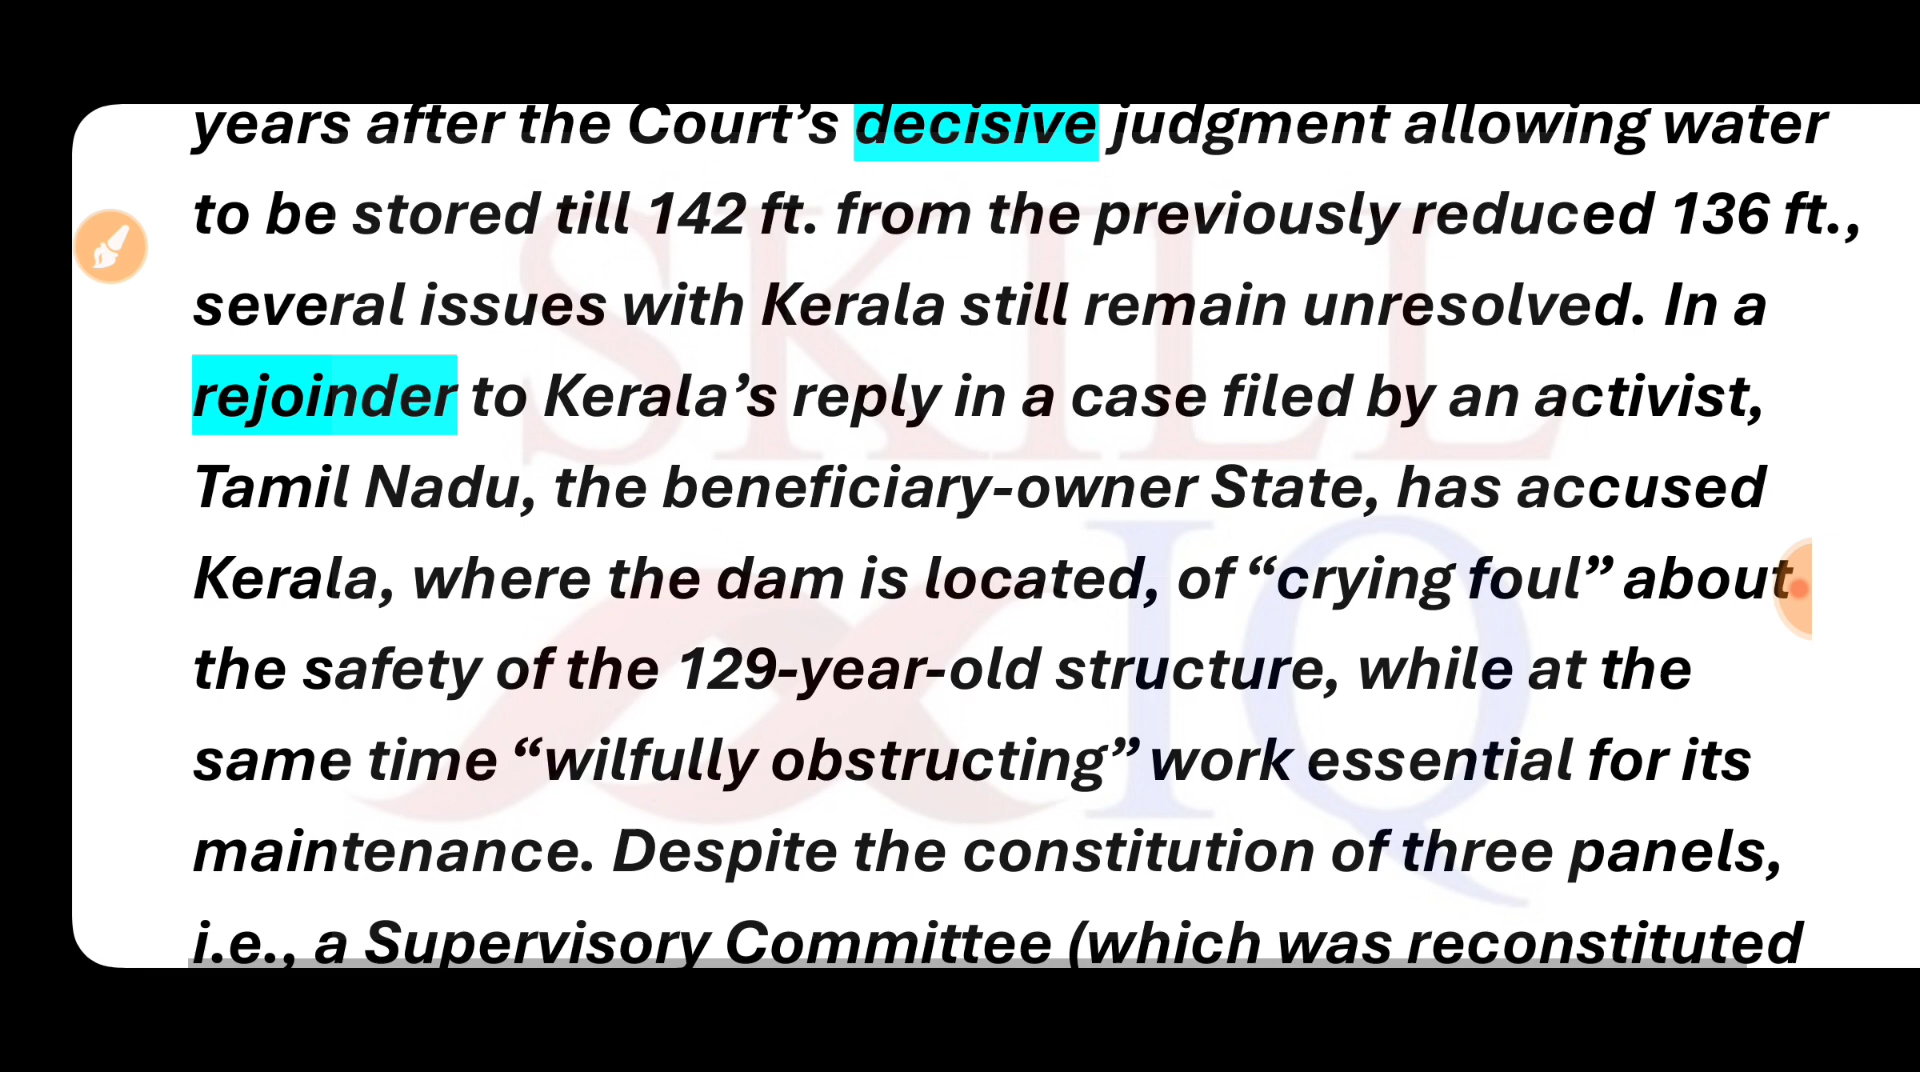 years after the Court’s decisive judgment allowing water
to be stored till 142 ft. from the previously reduced 136 ft.,
several issues with Kerala still remain unresolved. In a
rejoinder to Kerala’s reply in a case filed by an activist,
Tamil Nadu, the beneficiary-owner State, has accused
Kerala, where the dam is located, of “crying foul” about
the safety of the 129-year-old structure, while at the
same time “wilfully obstructing” work essential for its
maintenance. Despite the constitution of three panels,
i.e., a Supervisory Committee (which was reconstituted
SKILL
IQ